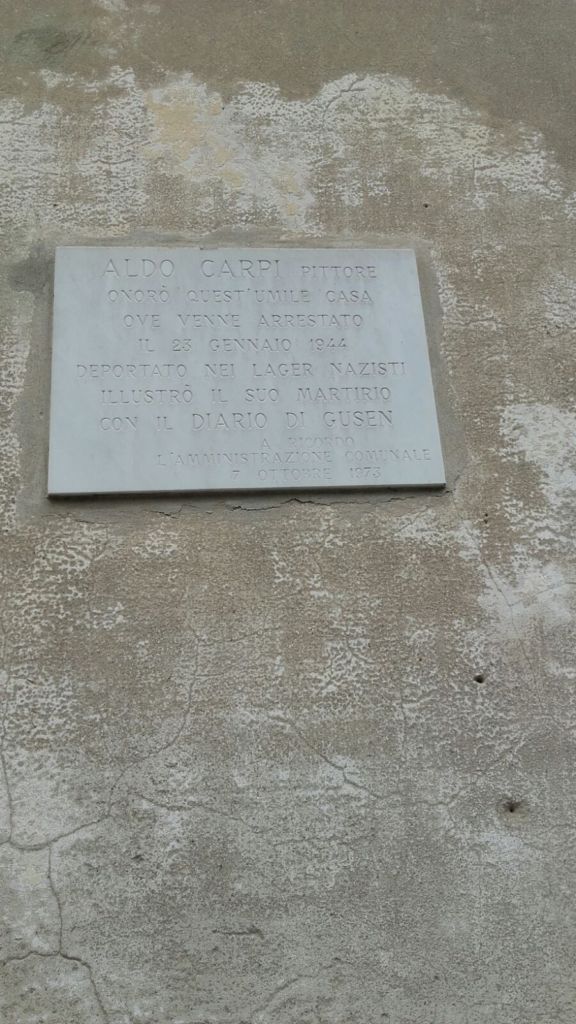 ALDO CARPI PITTORE
ONORÒ QUEST'UMILE CASA
OVE VENNE ARRESTATO
IL 23 GENNAIO 1944
DEPORTATO NEI LAGER NAZISTI
ILLUSTRÒ IL SUO MARTIRIO
CON IL DIARIO DI GUSEN
A RICORDO
L'AMMINISTRAZIONE COMUNALE
7 OTTOBRE 1973